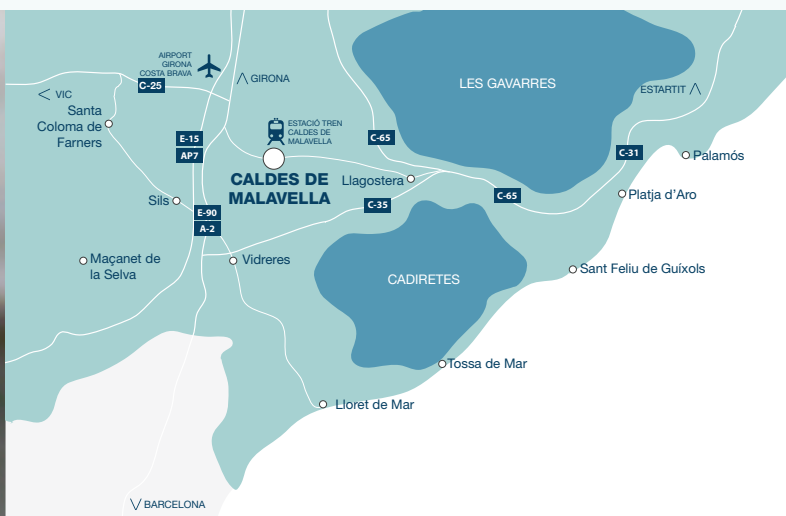 AIRPORT
GIRONA
COSTA BRAVA
GIRONA
LES GAVARRES
ESTARTIT
C-25
VIC
Santa
Coloma de
Farners
ESTACIÓ TREN
CALDES DE
MALAVELLA
E-15
AP7
C-65
C-31
Palamós
CALDES DE
MALAVELLA
Llagostera
C-65
Platja d'Aro
Sils
C-35
E-90
A-2
Maçanet de
la Selva
Vidreres
CADIRETES
Sant Feliu de Guíxols
Tossa de Mar
Lloret de Mar
BARCELONA